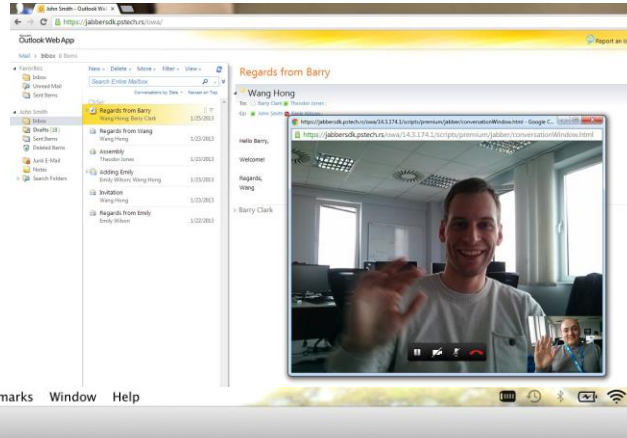 John Smith - Outlook We
https://jabbersdk.pstech.rs/owa/
Outlook Web App
Report an is
Mail > Inbox 0 Items
Favorites
Inbox
Unread Mail
Sent Items
John Smith
Inbox
Drafts [18]
Sent Items
Deleted Items
Junk E-Mail
Notes
Search Folders
New Delete Move Filter View
Search Entire Mailbox
Conversations by Date Newest on Top
Older
Regards from Barry
Wang Hong; Barry Clark 1/25/2013
Regards from Wang
Wang Hong 1/23/2013
Assembly
Theodor Jones 1/23/2013
Adding Emily
Emily Wilson; Wang Hong 1/23/2013
Invitation
Wang Hong 1/23/2013
Regards from Emily
Emily Wilson 1/22/2013
Regards from Barry
Wang Hong
To: Barry Clark Theodor Jones
Cc: John Smith
Hello Barry,
Welcome!
Regards,
Wang
Barry Clark
https://jabbersdk.pstech.rs/owa/14.3.174.1/scripts/premium/jabber/conversationWindow.html - Google C...
https://jabbersdk.pstech.rs/owa/14.3.174.1/scripts/premium/jabber/conversationWindow.html
marks Window Help